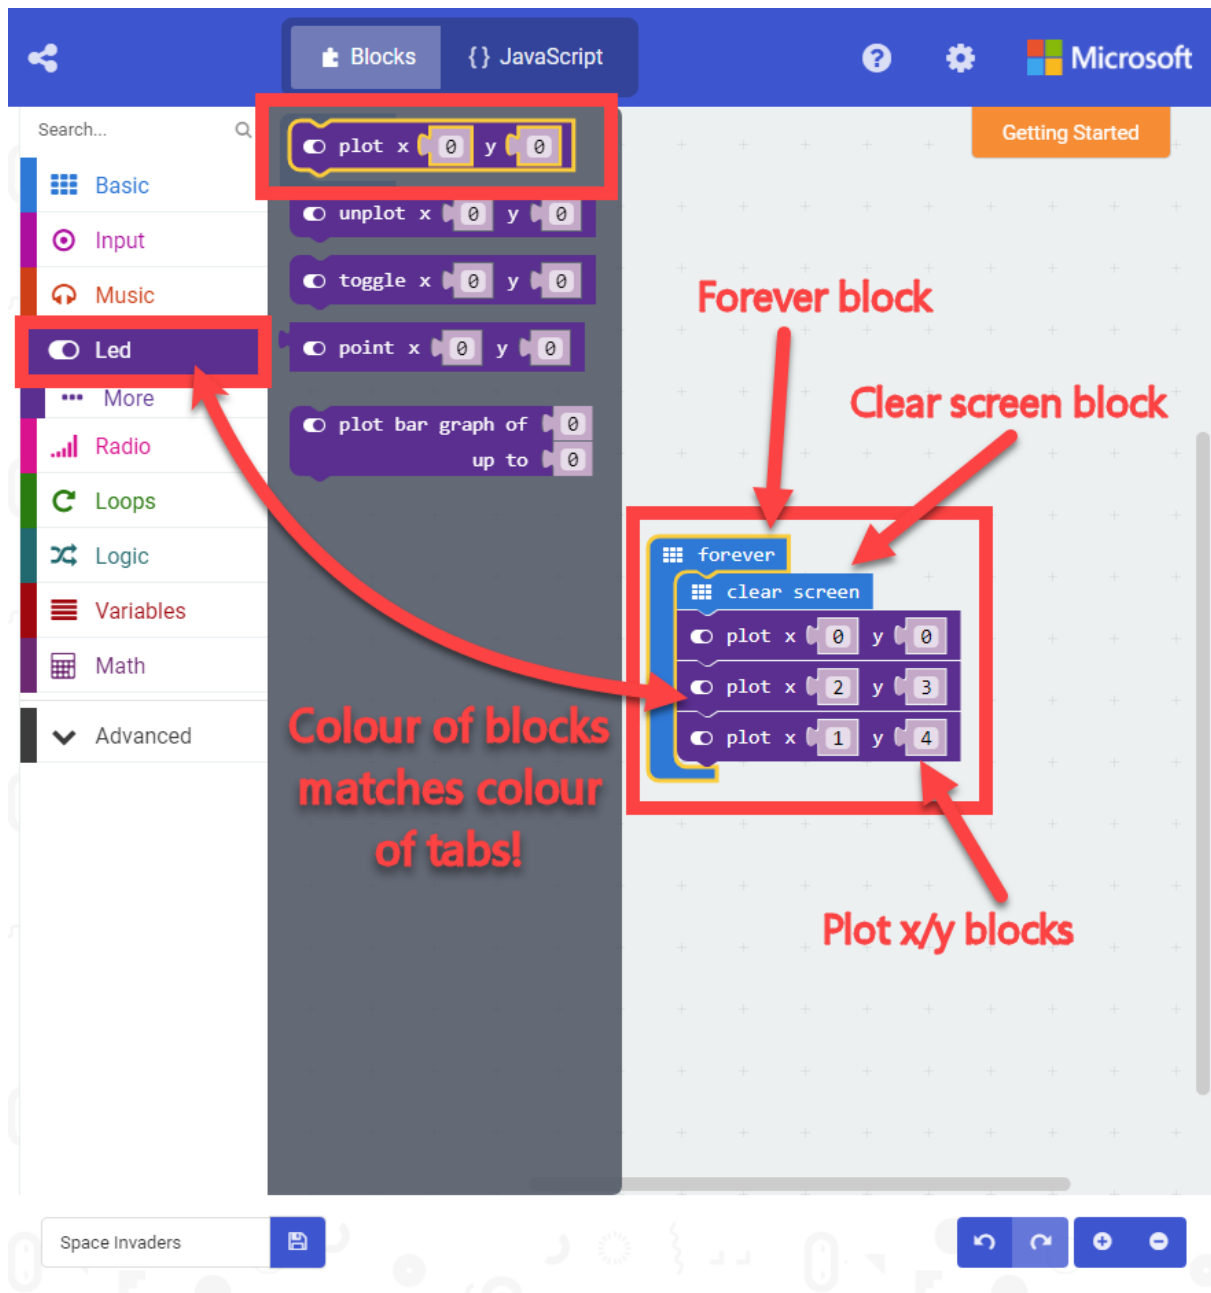 Blocks
{} JavaScript
Microsoft
Search...
Getting Started
plot x 0 y 0
Basic
unplot x 0 y 0
Input
toggle x 0 y 0
Music
Forever block
Led
point x 0 y 0
More
Clear screen block
plot bar graph of 0
up to 0
Radio
Loops
Logic
forever
clear screen
Variables
plot x 0 y 0
Math
plot x 2 y 3
Advanced
plot x 1 y 4
Colour of blocks
matches colour
of tabs!
Plot x/y blocks
Space Invaders